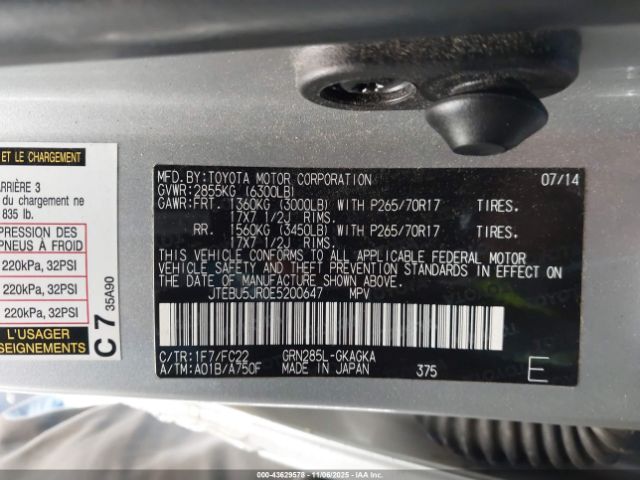 ET LE CHARGEMENT
ARRIÈRE 3
du chargement ne
835 lb.
PRESSION DES
PNEUS À FROID
220kPa, 32PSI
220kPa, 32PSI
220kPa, 32PSI
L'USAGER
C 7 35A90
MFD.BY:TOYOTA MOTOR CORPORATION 07/14
GVWR:2855KG (6300LB)
GAWR:FRT. 1360KG (3000LB) WITH P265/70R17 TIRES.
17X7 1/2J RIMS.
RR. 1560KG (3450LB) WITH P265/70R17 TIRES.
17X7 1/2J RIMS.
THIS VEHICLE CONFORMS TO ALL APPLICABLE FEDERAL MOTOR
VEHICLE SAFETY AND THEFT PREVENTION STANDARDS IN EFFECT ON
THE DATE OF MANUFACTURE SHOWN ABOVE.
JTEBU5JR0E5200647 MPV
C/TR:1F7/FC22 GRN285L-GKAGKA
A/TM:A01B/A750F MADE IN JAPAN 375 E
000-43629578 - 11/06/2025 - IAAI.COM